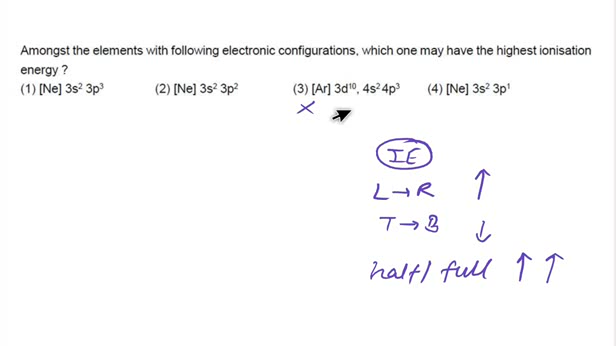 Amongst the elements with following electronic configurations, which one may have the highest ionisation
energy ?
(1) [Ne] 3s² 3p³ (2) [Ne] 3s² 3p² (3) [Ar] 3d¹⁰, 4s² 4p³ (4) [Ne] 3s² 3p¹
×
IE
L → R ↑
T → B ↓
half/ full ↑ ↑